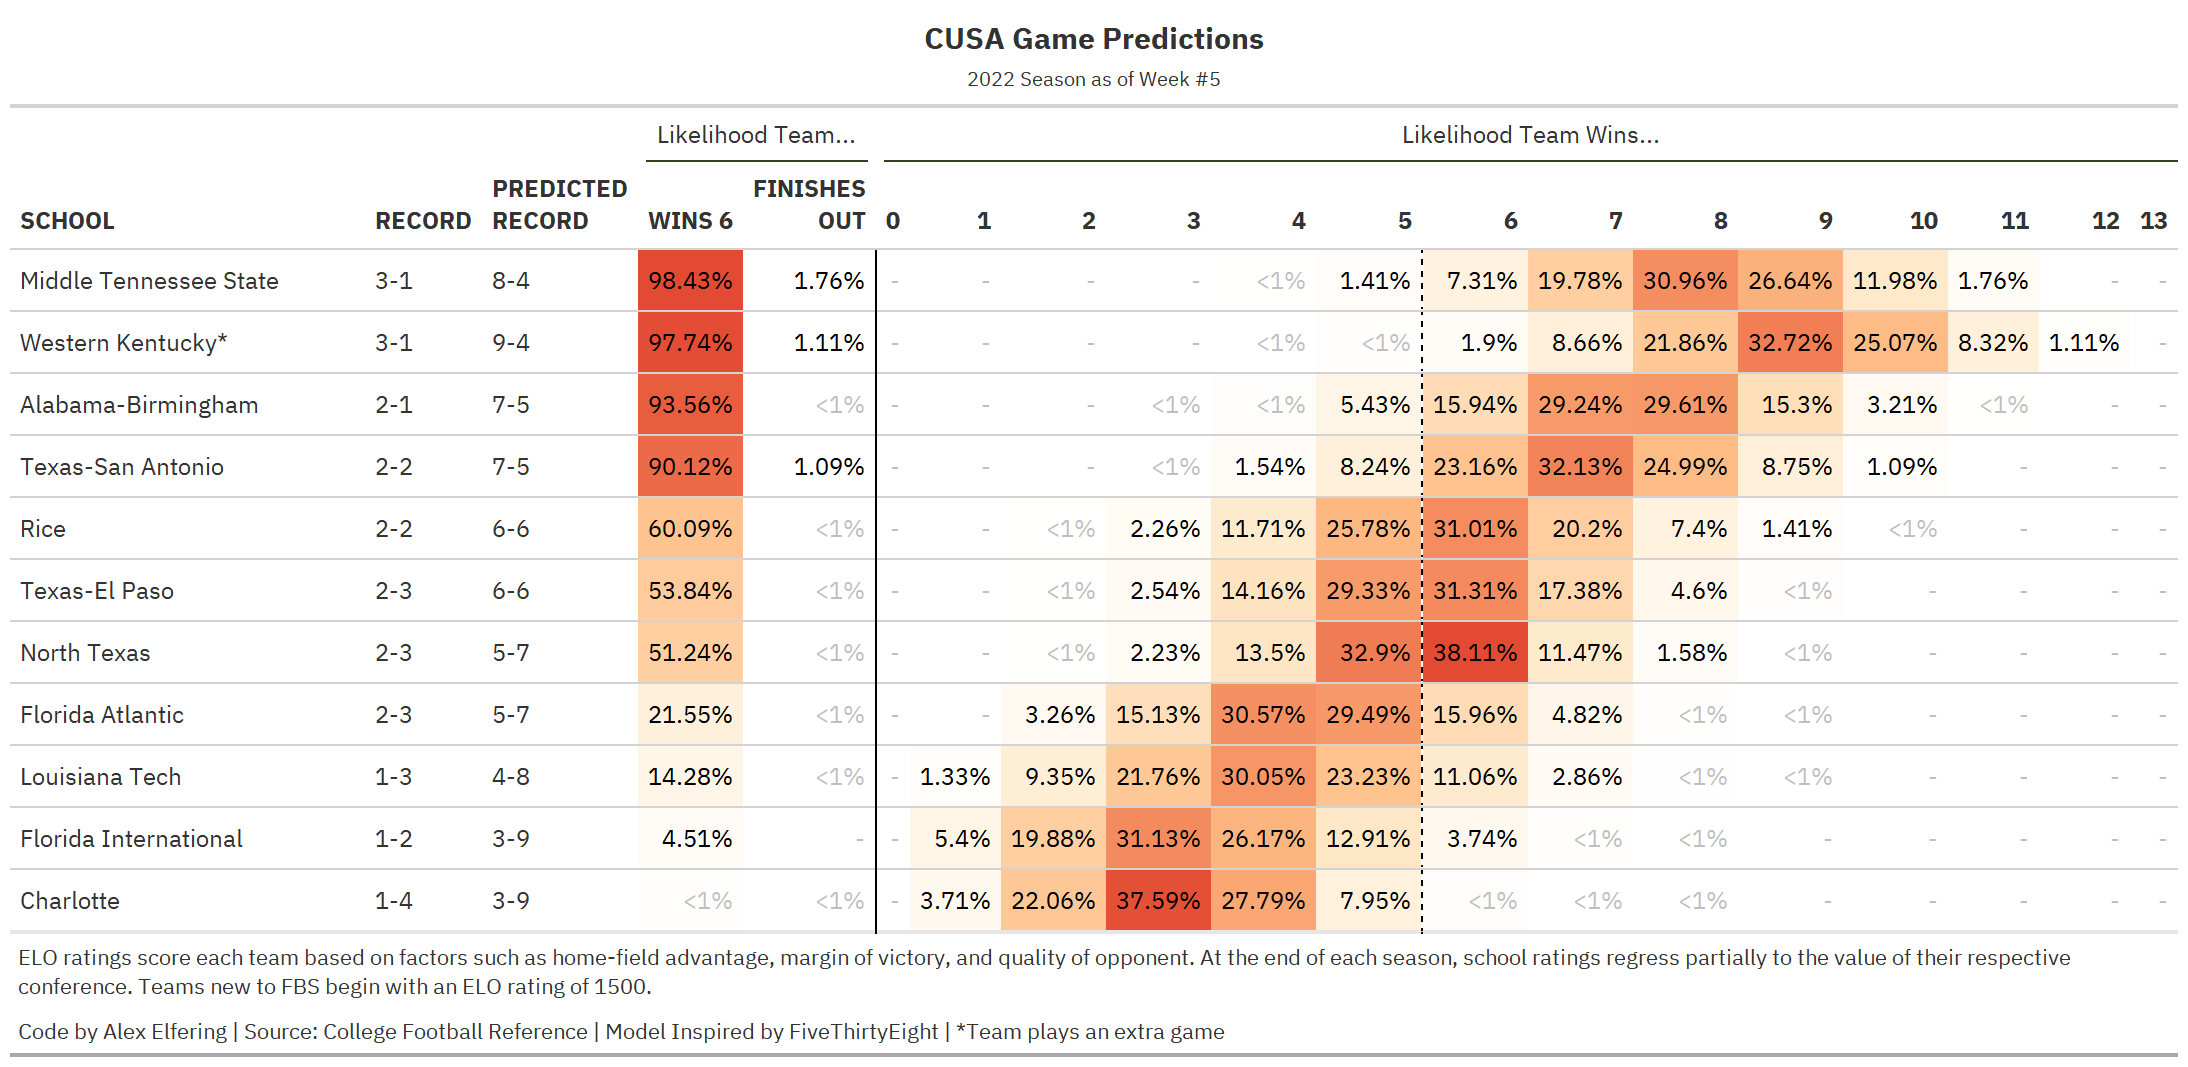 CUSA Game Predictions
2022 Season as of Week #5
Likelihood Team... Likelihood Team Wins...
PREDICTED FINISHES
SCHOOL RECORD RECORD WINS 6 OUT 0 1 2 3 4 5 6 7 8 9 10 11 12 13
Middle Tennessee State 3-1 8-4 98.43% 1.76% - - - - <1% 1.41% 7.31% 19.78% 30.96% 26.64% 11.98% 1.76% - -
Western Kentucky* 3-1 9-4 97.74% 1.11% - - - - <1% <1% 1.9% 8.66% 21.86% 32.72% 25.07% 8.32% 1.11% -
Alabama-Birmingham 2-1 7-5 93.56% <1% - - - <1% <1% 5.43% 15.94% 29.24% 29.61% 15.3% 3.21% <1% - -
Texas-San Antonio 2-2 7-5 90.12% 1.09% - - - <1% 1.54% 8.24% 23.16% 32.13% 24.99% 8.75% 1.09% - - -
Rice 2-2 6-6 60.09% <1% - - <1% 2.26% 11.71% 25.78% 31.01% 20.2% 7.4% 1.41% <1% - - -
Texas-El Paso 2-3 6-6 53.84% <1% - - <1% 2.54% 14.16% 29.33% 31.31% 17.38% 4.6% <1% - - - -
North Texas 2-3 5-7 51.24% <1% - - <1% 2.23% 13.5% 32.9% 38.11% 11.47% 1.58% <1% - - - -
Florida Atlantic 2-3 5-7 21.55% <1% - - 3.26% 15.13% 30.57% 29.49% 15.96% 4.82% <1% <1% - - - -
Louisiana Tech 1-3 4-8 14.28% <1% - 1.33% 9.35% 21.76% 30.05% 23.23% 11.06% 2.86% <1% <1% - - - -
Florida International 1-2 3-9 4.51% - - 5.4% 19.88% 31.13% 26.17% 12.91% 3.74% <1% <1% - - - - -
Charlotte 1-4 3-9 <1% <1% - 3.71% 22.06% 37.59% 27.79% 7.95% <1% <1% <1% - - - - -
ELO ratings score each team based on factors such as home-field advantage, margin of victory, and quality of opponent. At the end of each season, school ratings regress partially to the value of their respective
conference. Teams new to FBS begin with an ELO rating of 1500.
Code by Alex Elfering | Source: College Football Reference | Model Inspired by FiveThirtyEight | *Team plays an extra game